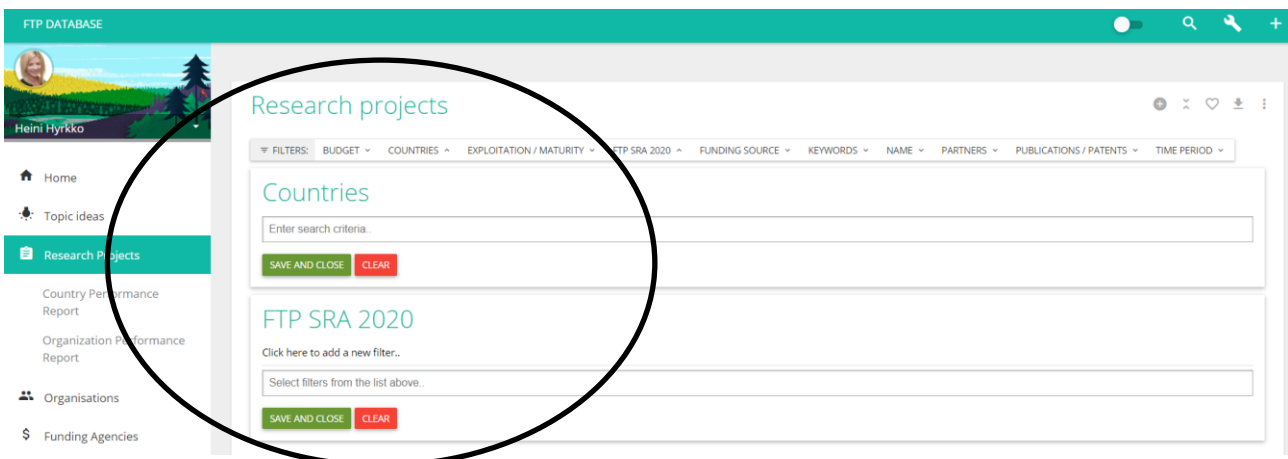 FTP DATABASE
Heini Hyrkko
Home
Topic ideas
Research Projects
Country Performance
Report
Organization Performance
Report
Organisations
$ Funding Agencies
Research projects
FILTERS: BUDGET COUNTRIES EXPLOITATION / MATURITY FTP SRA 2020 FUNDING SOURCE KEYWORDS NAME PARTNERS PUBLICATIONS / PATENTS TIME PERIOD
Countries
Enter search criteria..
SAVE AND CLOSE CLEAR
FTP SRA 2020
Click here to add a new filter..
Select filters from the list above..
SAVE AND CLOSE CLEAR